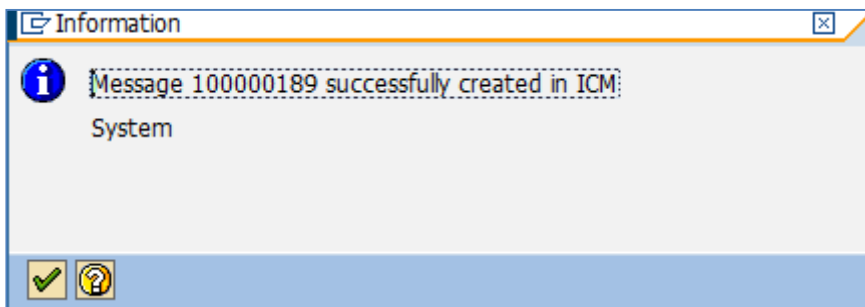 Information
Message 100000189 successfully created in ICM
System